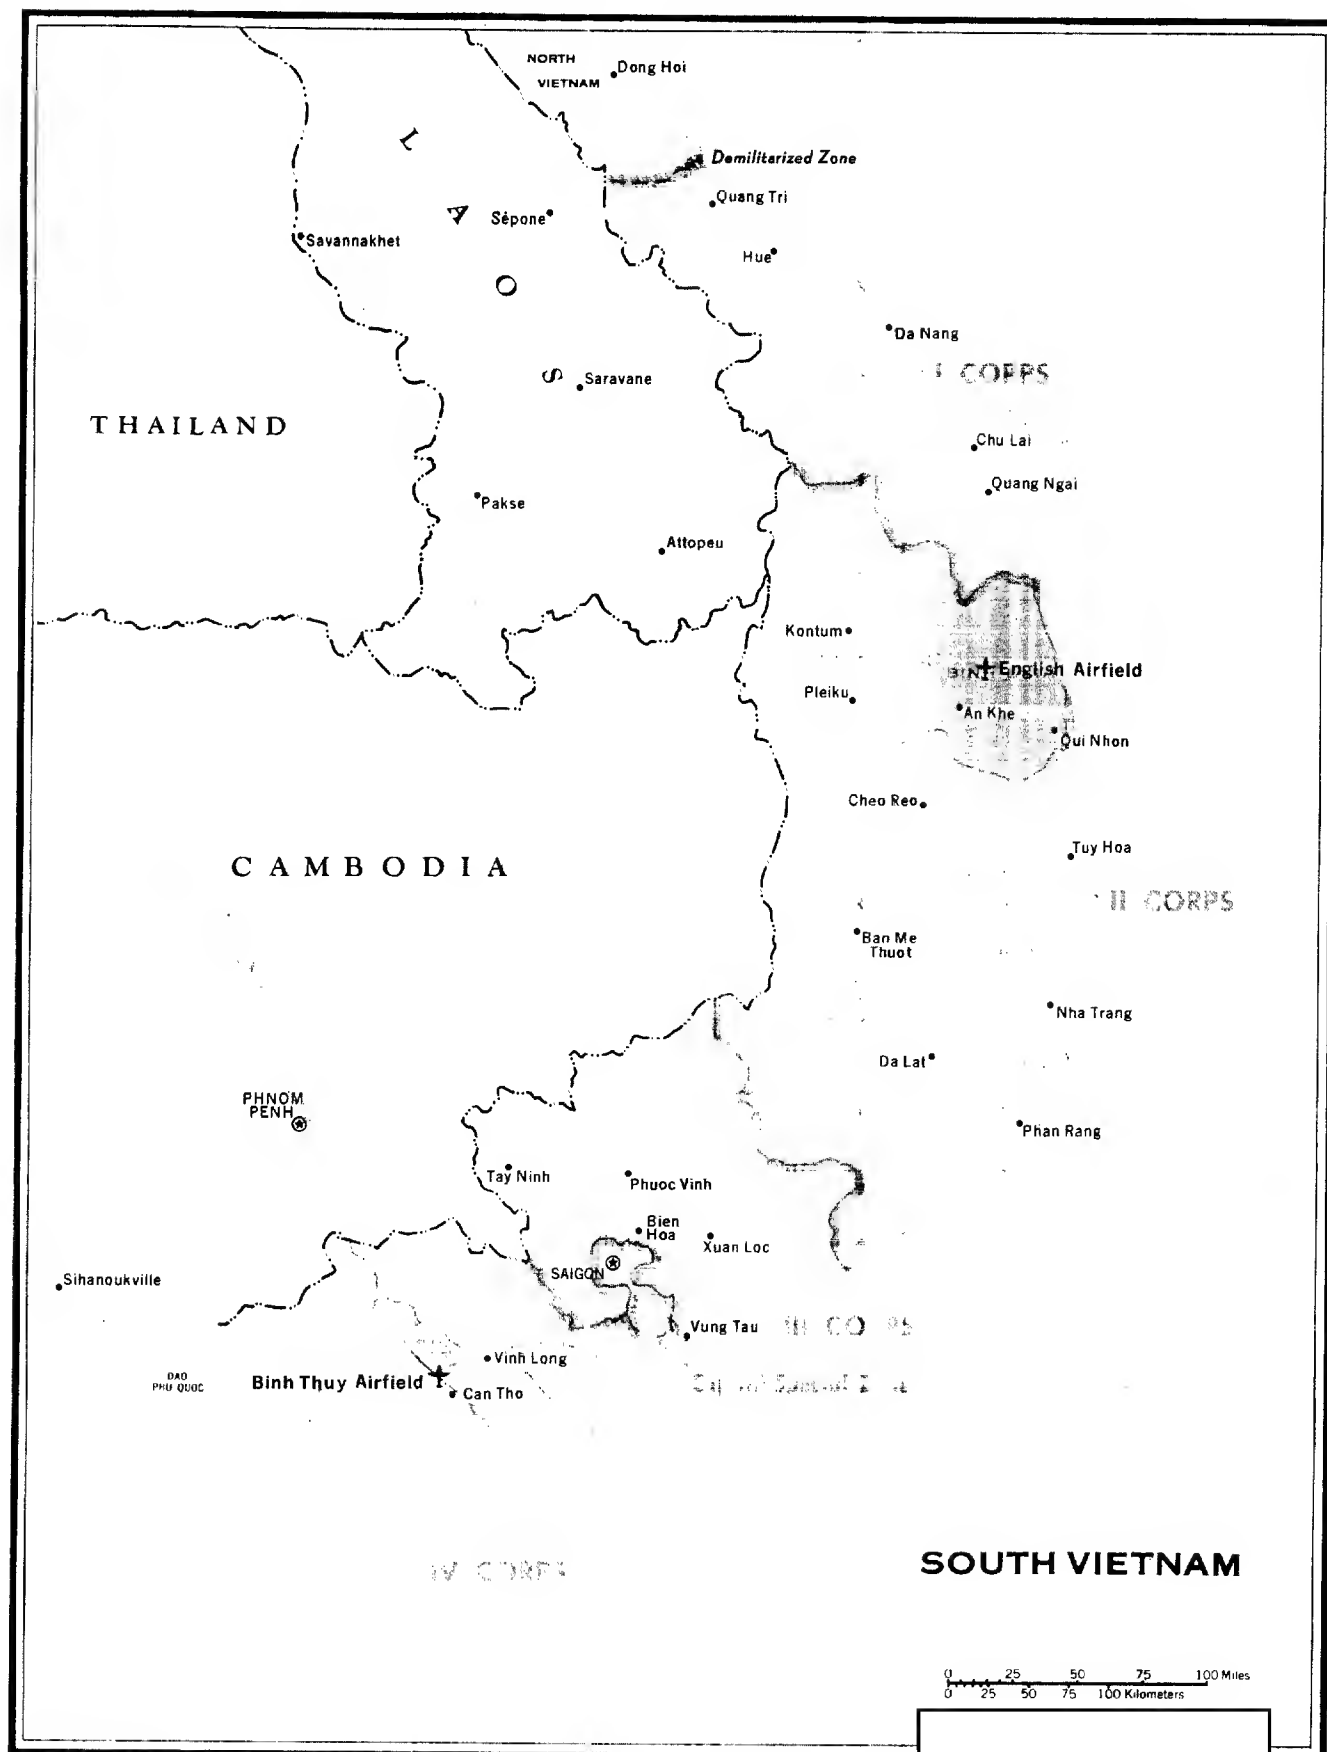 NORTH
VIETNAM
Dong Hoi
L A O S
Demilitarized Zone
Quang Tri
Sépone
Savannakhet
Hue
Da Nang
I CORPS
Saravane
THAILAND
Chu Lai
Pakse
Quang Ngai
Attopeu
Kontum
English Airfield
Pleiku
An Khe
Qui Nhon
Cheo Reo
Tuy Hoa
CAMBODIA
II CORPS
Ban Me
Thuot
Nha Trang
Da Lat
PHNOM
PENH
Phan Rang
Tay Ninh
Phuoc Vinh
Bien
Hoa
Xuan Loc
SAIGON
Sihanoukville
Vung Tau
III CORPS
Vinh Long
DAO
PHU QUOC
Binh Thuy Airfield
Can Tho
IV CORPS
SOUTH VIETNAM
0 25 50 75 100 Miles
0 25 50 75 100 Kilometers